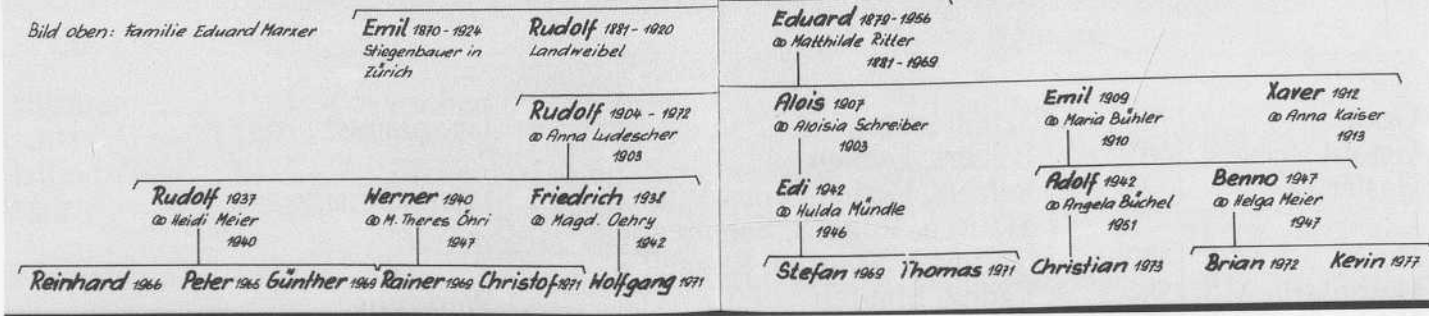 Bild oben: Familie Eduard Marxer
Emil 1870-1924
Stiegenbauer in
Zürich
Rudolf 1881-1920
Landweibel
Eduard 1879-1956
∞ Matthilde Ritter
1881-1969
Rudolf 1904-1972
∞ Anna Ludescher
1903
Alois 1907
∞ Aloisia Schreiber
1903
Emil 1909
∞ Maria Bühler
1910
Xaver 1912
∞ Anna Kaiser
1913
Rudolf 1937
∞ Heidi Meier
1940
Werner 1940
∞ M. Theres Öhri
1947
Friedrich 1938
∞ Magd. Oehry
1942
Edi 1942
∞ Hulda Mündle
1946
Adolf 1942
∞ Angela Büchel
1951
Benno 1947
∞ Helga Meier
1947
Reinhard 1966 Peter 1965 Günther 1969 Rainer 1969 Christof 1971 Wolfgang 1971
Stefan 1969 Thomas 1971 Christian 1973 Brian 1972 Kevin 1977